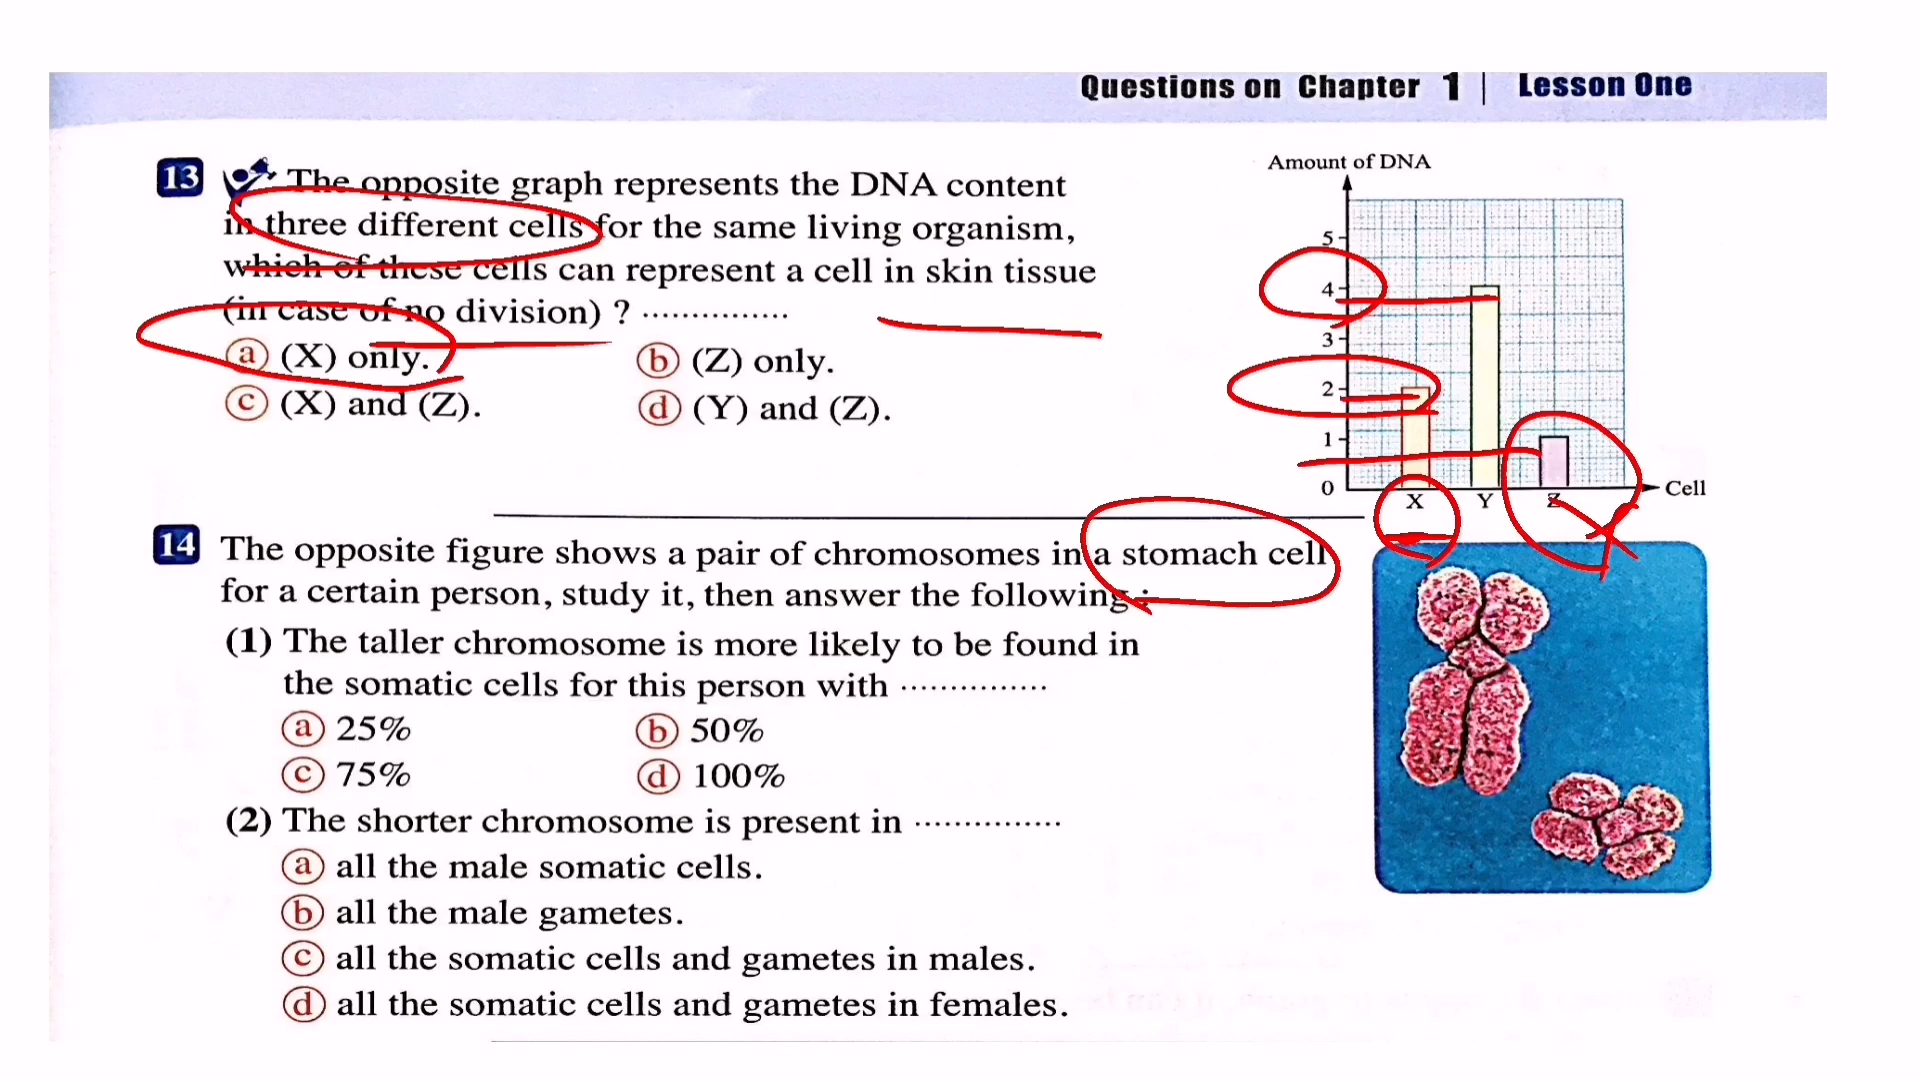 Questions on Chapter 1 | Lesson One
13 The opposite graph represents the DNA content
in three different cells for the same living organism,
which of these cells can represent a cell in skin tissue
(in case of no division) ? ...............
a (X) only.
b (Z) only.
c (X) and (Z).
d (Y) and (Z).
Amount of DNA
5
4
3
2
1
0
X Y Z
Cell
14 The opposite figure shows a pair of chromosomes in a stomach cell
for a certain person, study it, then answer the following :
(1) The taller chromosome is more likely to be found in
the somatic cells for this person with ...............
a 25%
b 50%
c 75%
d 100%
(2) The shorter chromosome is present in ...............
a all the male somatic cells.
b all the male gametes.
c all the somatic cells and gametes in males.
d all the somatic cells and gametes in females.